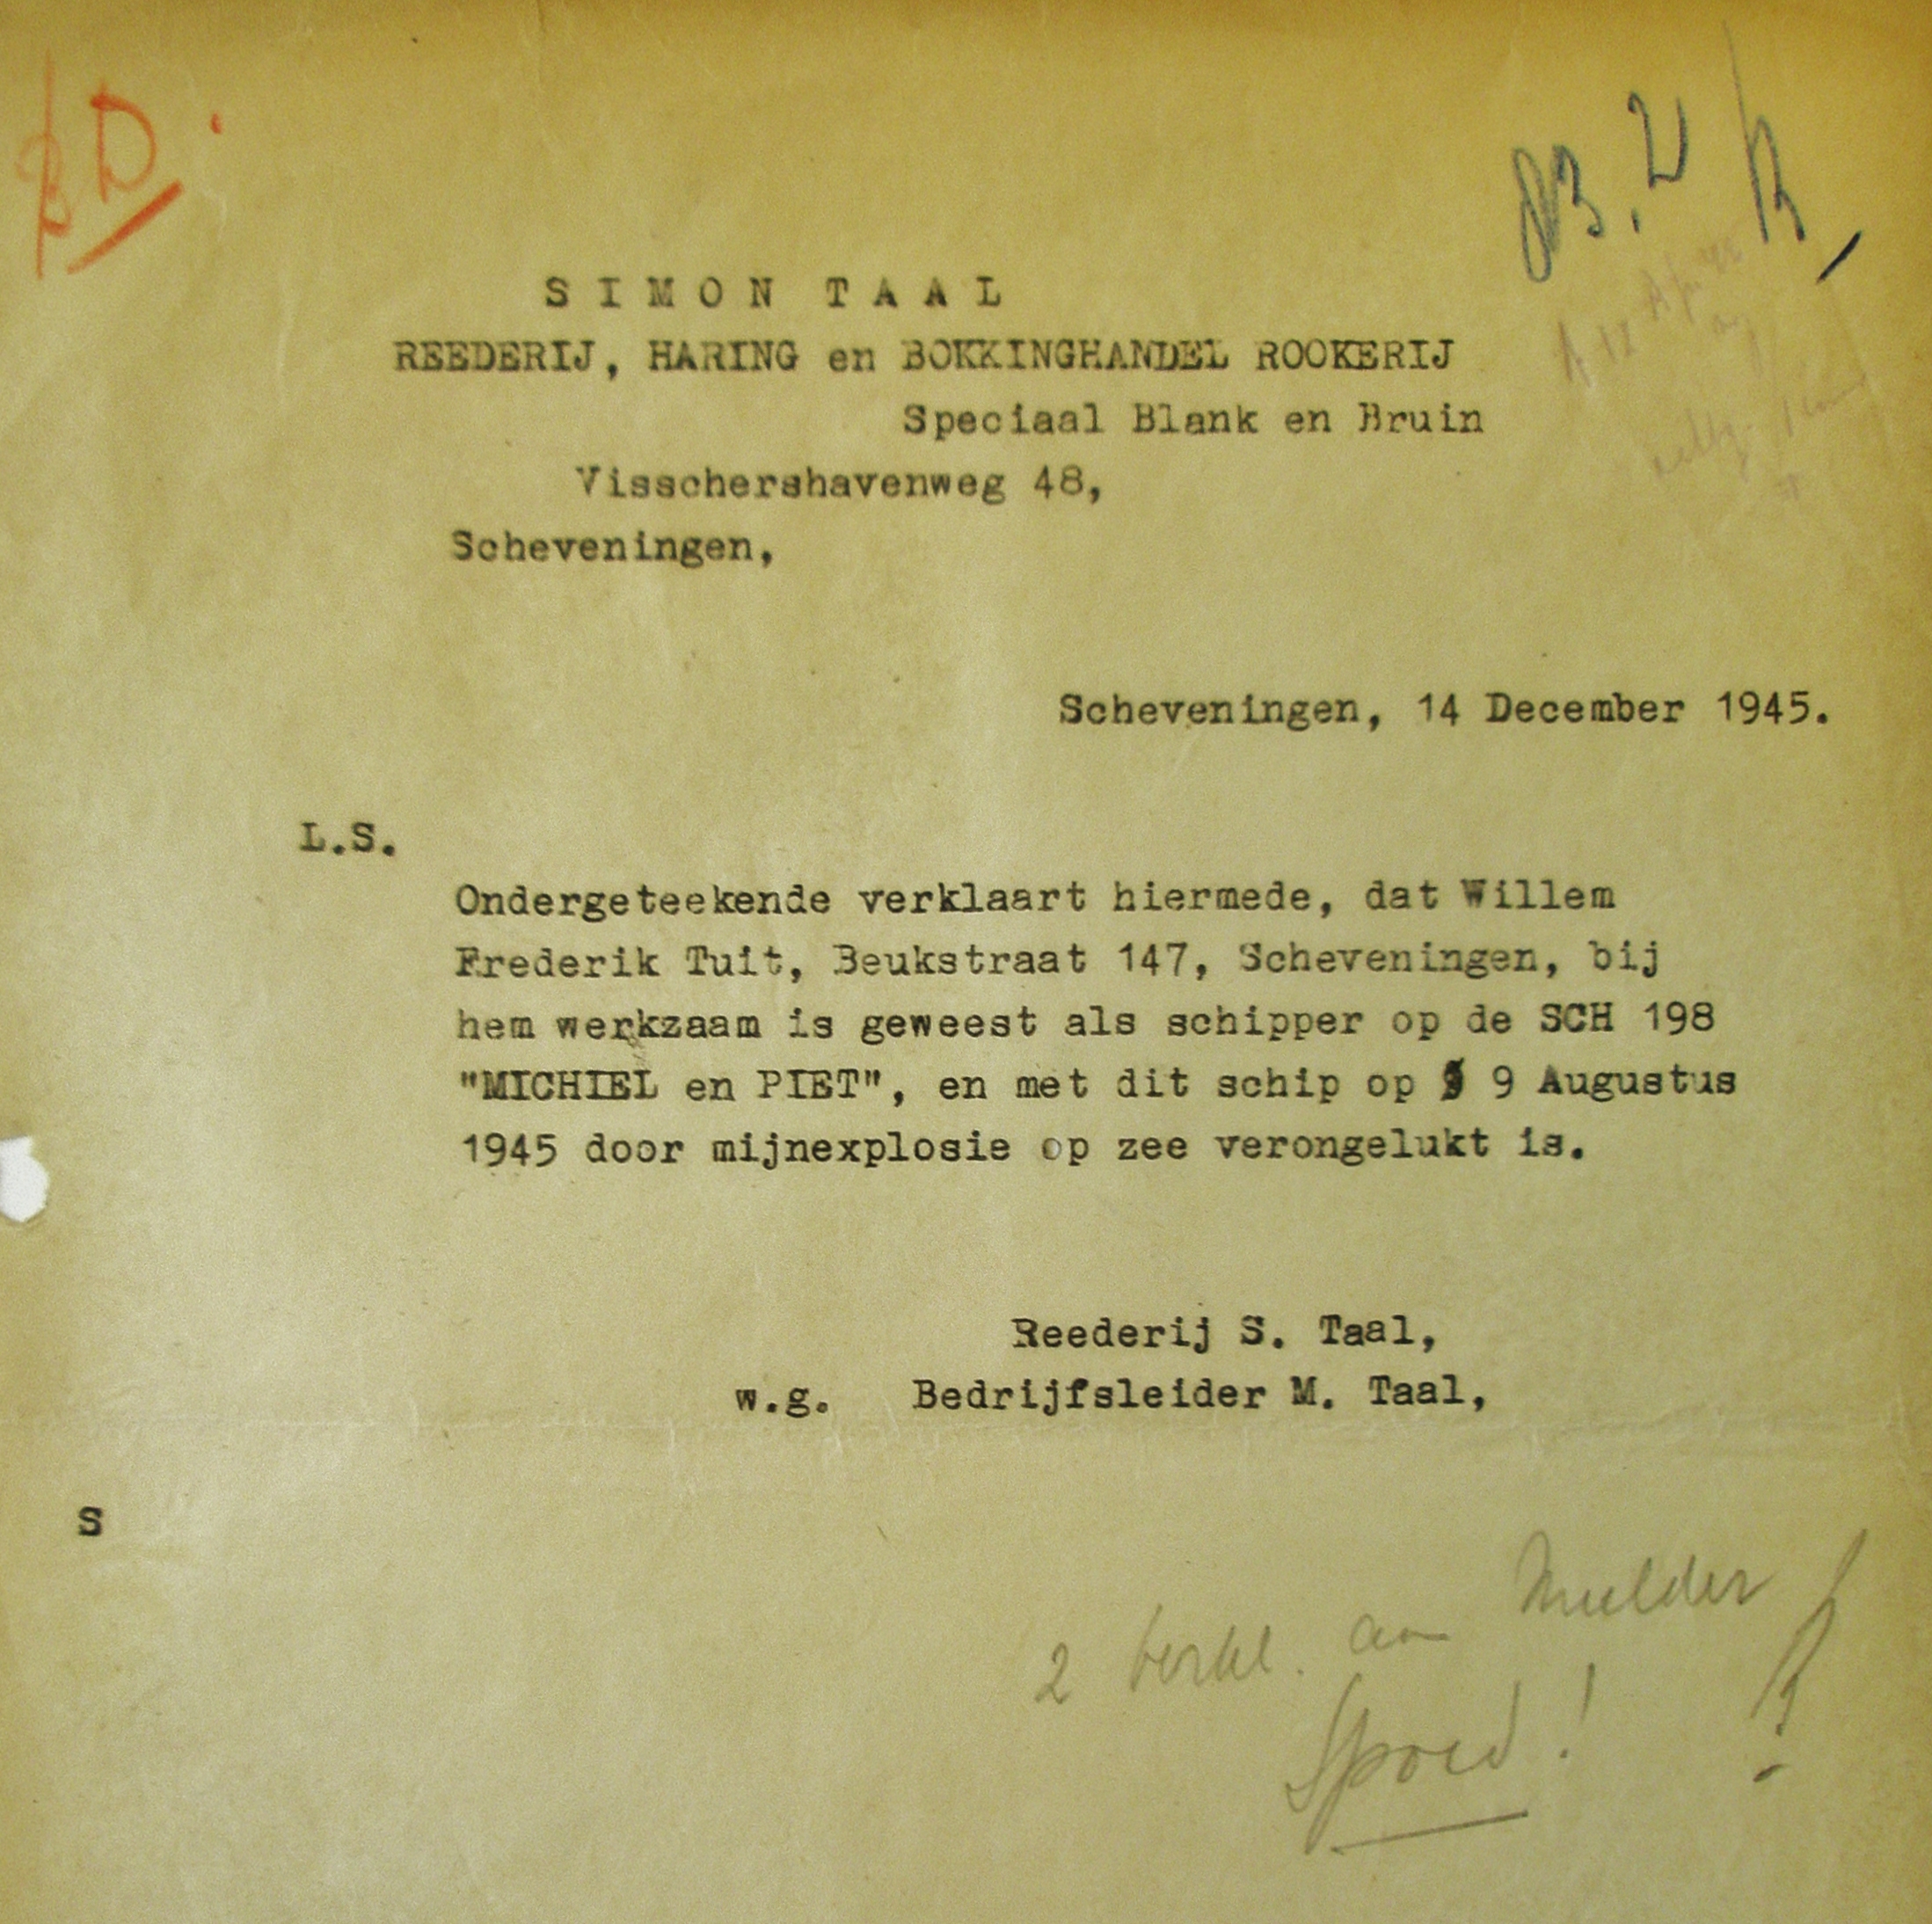 S I M O N  T A A L
REEDERIJ, HARING en BOKKINGHANDEL ROOKERIJ
Speciaal Blank en Bruin
Visschershavenweg 48,
Scheveningen,
Scheveningen, 14 December 1945.
L.S.
Ondergeteekende verklaart hiermede, dat Willem
Frederik Tuit, Beukstraat 147, Scheveningen, bij
hem werkzaam is geweest als schipper op de SCH 198
"MICHIEL en PIET", en met dit schip op 9 Augustus
1945 door mijnexplosie op zee verongelukt is.
Reederij S. Taal,
w.g. Bedrijfsleider M. Taal,
S
2 verkl. aan Mulder
Spoed!